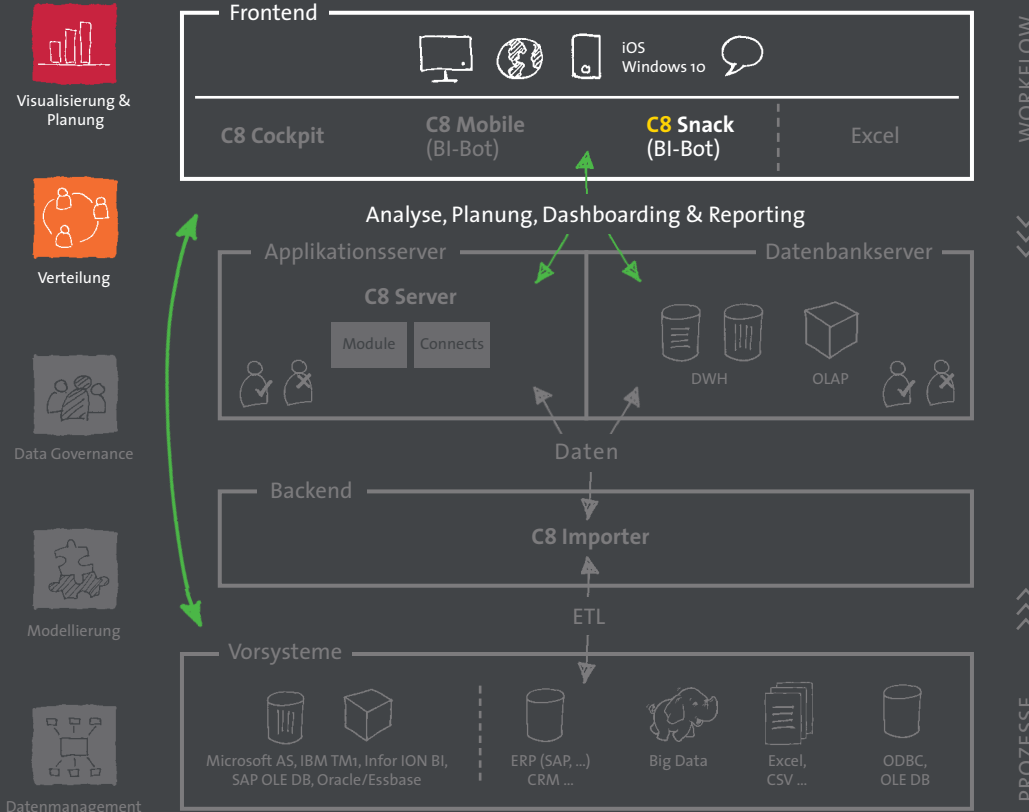 Frontend
iOS
Windows 10
C8 Cockpit
C8 Mobile
(BI-Bot)
C8 Snack
(BI-Bot)
Excel
Analyse, Planung, Dashboarding & Reporting
Applikationsserver
Datenbankserver
C8 Server
Module
Connects
DWH
OLAP
Daten
Backend
C8 Importer
ETL
Vorsysteme
Microsoft AS, IBM TM1, Infor ION BI,
SAP OLE DB, Oracle/Essbase
ERP (SAP, ...)
CRM ...
Big Data
Excel,
CSV ...
ODBC,
OLE DB
Visualisierung &
Planung
Verteilung
Data Governance
Modellierung
Datenmanagement
WORKFLOW
PROZESSE